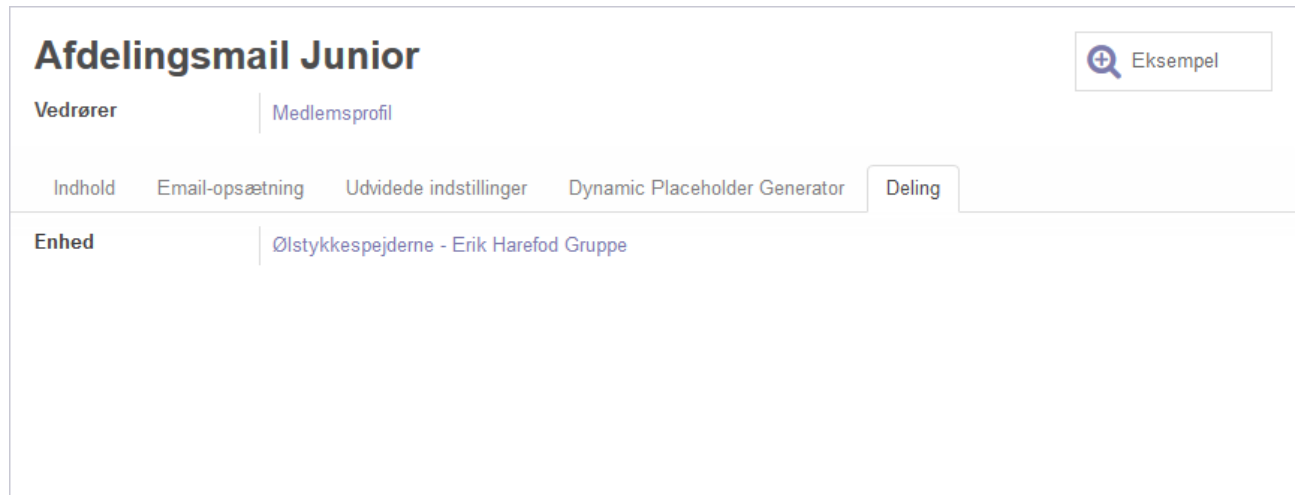 Afdelingsmail Junior
Eksempel
Vedrører Medlemsprofil
Indhold Email-opsætning Udvidede indstillinger Dynamic Placeholder Generator Deling
Enhed Ølstykkespejderne - Erik Harefod Gruppe